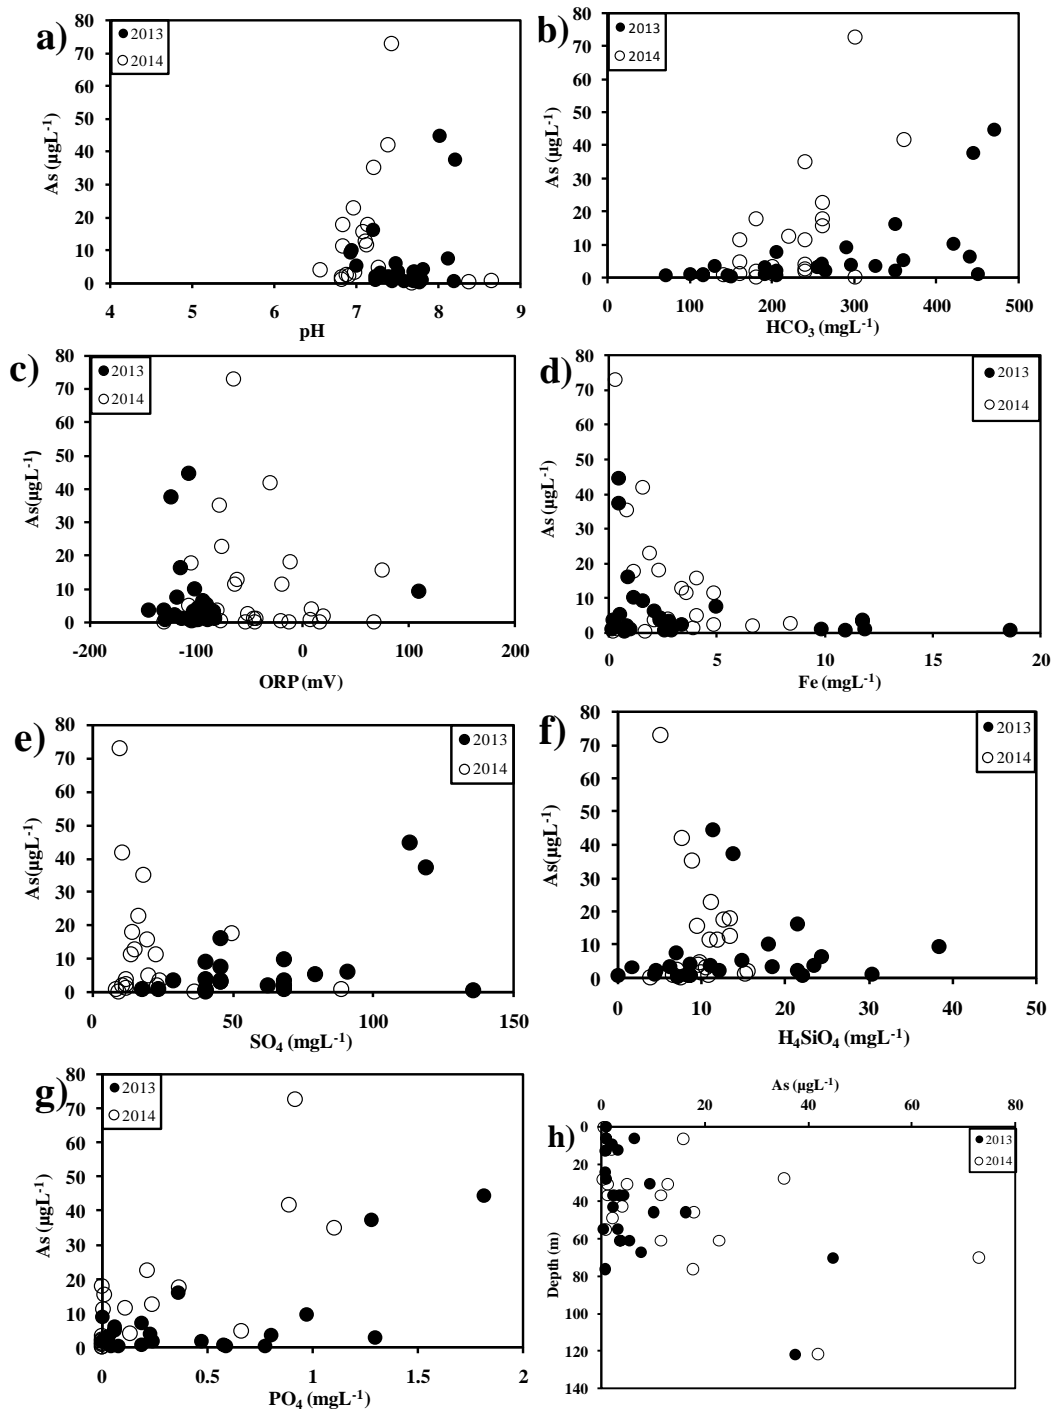 a)
2013
2014
80
70
60
50
40
30
20
10
0
As (µgL-1)
4 5 6 7 8 9
pH
b)
2013
2014
80
70
60
50
40
30
20
10
0
As (µgL-1)
0 100 200 300 400 500
HCO3 (mgL-1)
c)
2013
2014
80
70
60
50
40
30
20
10
0
As(µgL-1)
-200 -100 0 100 200
ORP (mV)
d)
2013
2014
80
70
60
50
40
30
20
10
0
As (µgL-1)
0 5 10 15 20
Fe (mgL-1)
e)
2013
2014
80
70
60
50
40
30
20
10
0
As(µgL-1)
0 50 100 150
SO4 (mgL-1)
f)
2013
2014
80
70
60
50
40
30
20
10
0
As(µgL-1)
0 10 20 30 40 50
H4SiO4 (mgL-1)
g)
2013
2014
80
70
60
50
40
30
20
10
0
As (µgL-1)
0 0.5 1 1.5 2
PO4 (mgL-1)
As (µgL-1)
0 20 40 60 80
h)
2013
2014
0
20
40
60
80
100
120
140
Depth (m)